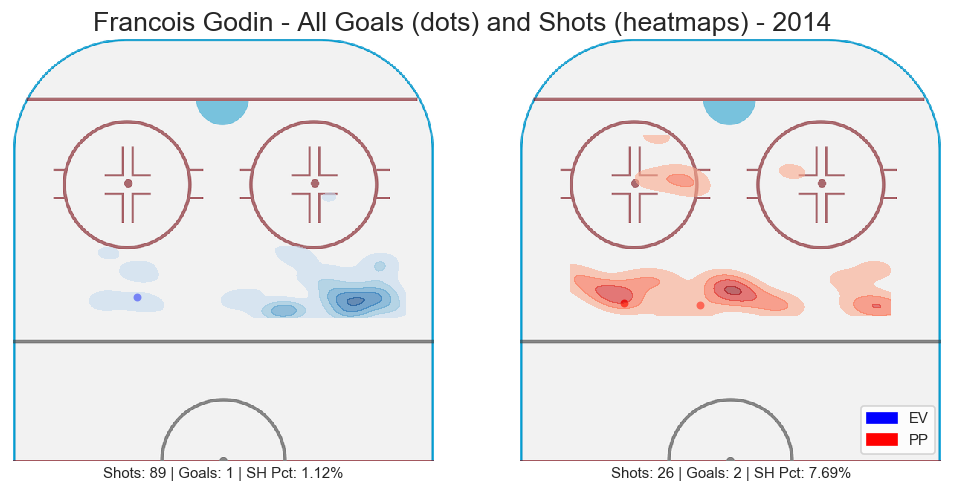 Francois Godin - All Goals (dots) and Shots (heatmaps) - 2014
EV
PP
Shots: 89 | Goals: 1 | SH Pct: 1.12%
Shots: 26 | Goals: 2 | SH Pct: 7.69%